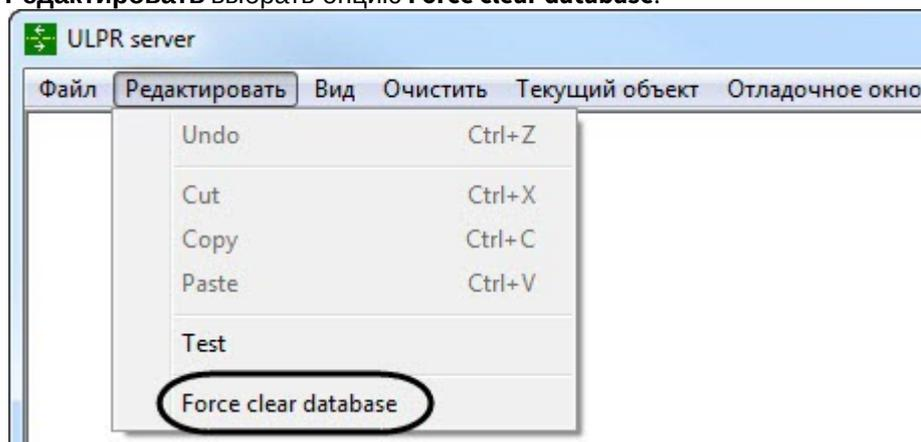 Редактировать выбрать опцию Force clear database.
ULPR server
Файл Редактировать Вид Очистить Текущий объект Отладочное окно
Undo Ctrl+Z
Cut Ctrl+X
Copy Ctrl+C
Paste Ctrl+V
Test
Force clear database